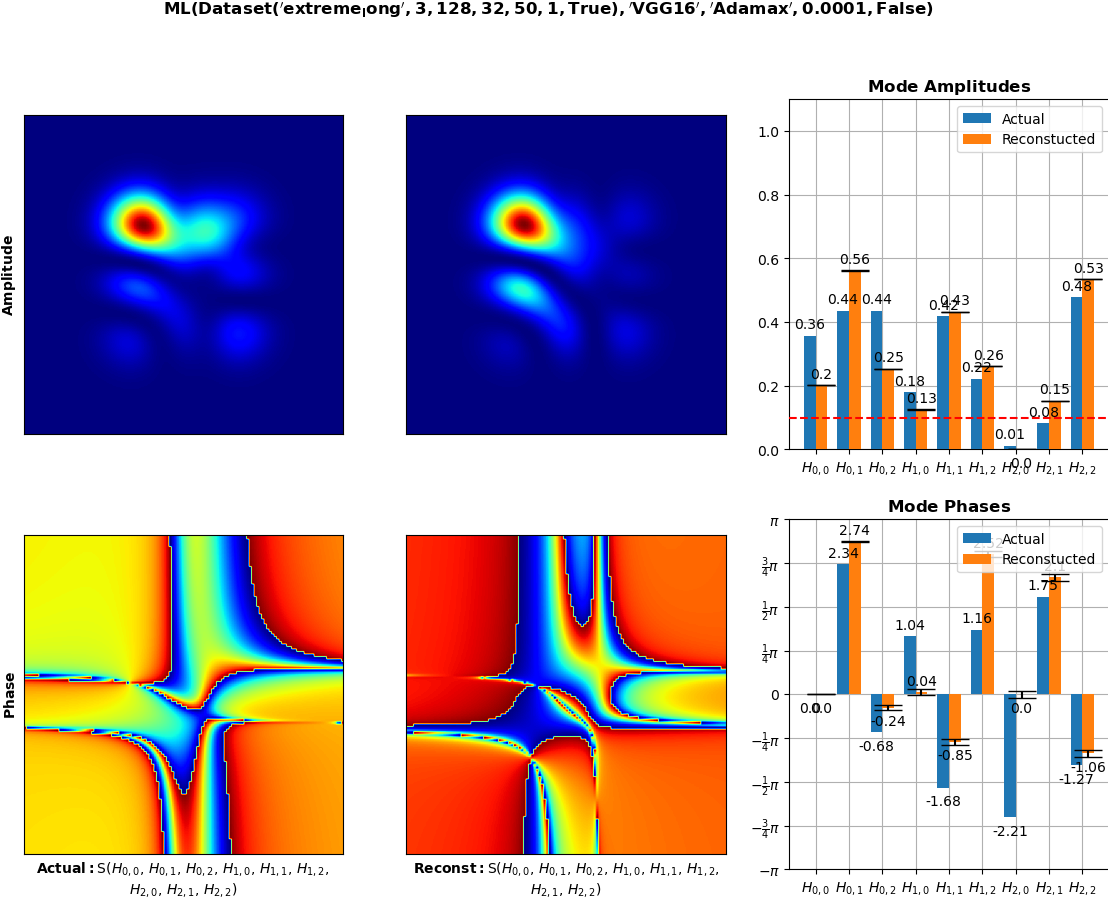 ML(Dataset('extreme_long', 3, 128, 32, 50, 1, True), 'VGG16', 'Adamax', 0.0001, False)
Amplitude
Mode Amplitudes
Actual
Reconstucted
1.0
0.8
0.6
0.4
0.2
0.0
0.36
0.2
0.44
0.56
0.44
0.25
0.18
0.13
0.42
0.43
0.22
0.26
0.01
0.0
0.08
0.15
0.48
0.53
H0,0 H0,1 H0,2 H1,0 H1,1 H1,2 H2,0 H2,1 H2,2
Phase
Mode Phases
Actual
Reconstucted
π
3/4π
1/2π
1/4π
0
−1/4π
−1/2π
−3/4π
−π
0.0
0.0
2.34
2.74
-0.68
-0.24
1.04
0.04
-1.68
-0.85
1.16
-2.21
0.0
1.75
2.1
-1.27
-1.06
H0,0 H0,1 H0,2 H1,0 H1,1 H1,2 H2,0 H2,1 H2,2
Actual: S(H0,0, H0,1, H0,2, H1,0, H1,1, H1,2,
H2,0, H2,1, H2,2)
Reconst: S(H0,0, H0,1, H0,2, H1,0, H1,1, H1,2,
H2,1, H2,2)